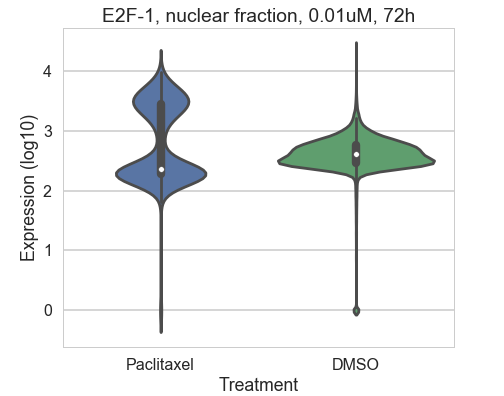 E2F-1, nuclear fraction, 0.01uM, 72h
Expression (log10)
4
3
2
1
0
Paclitaxel DMSO
Treatment